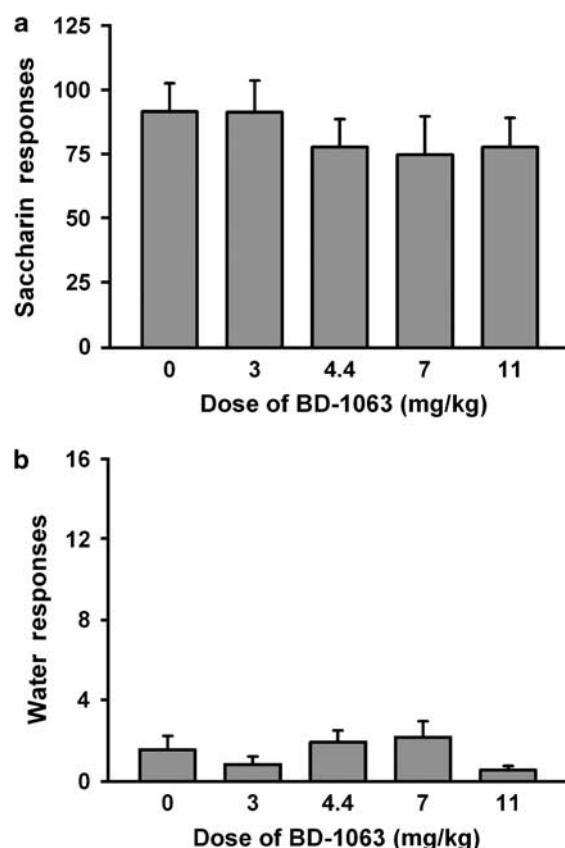 a
125
100
75
50
25
0
Saccharin responses
0 3 4.4 7 11
Dose of BD-1063 (mg/kg)
b
16
12
8
4
0
Water responses
0 3 4.4 7 11
Dose of BD-1063 (mg/kg)